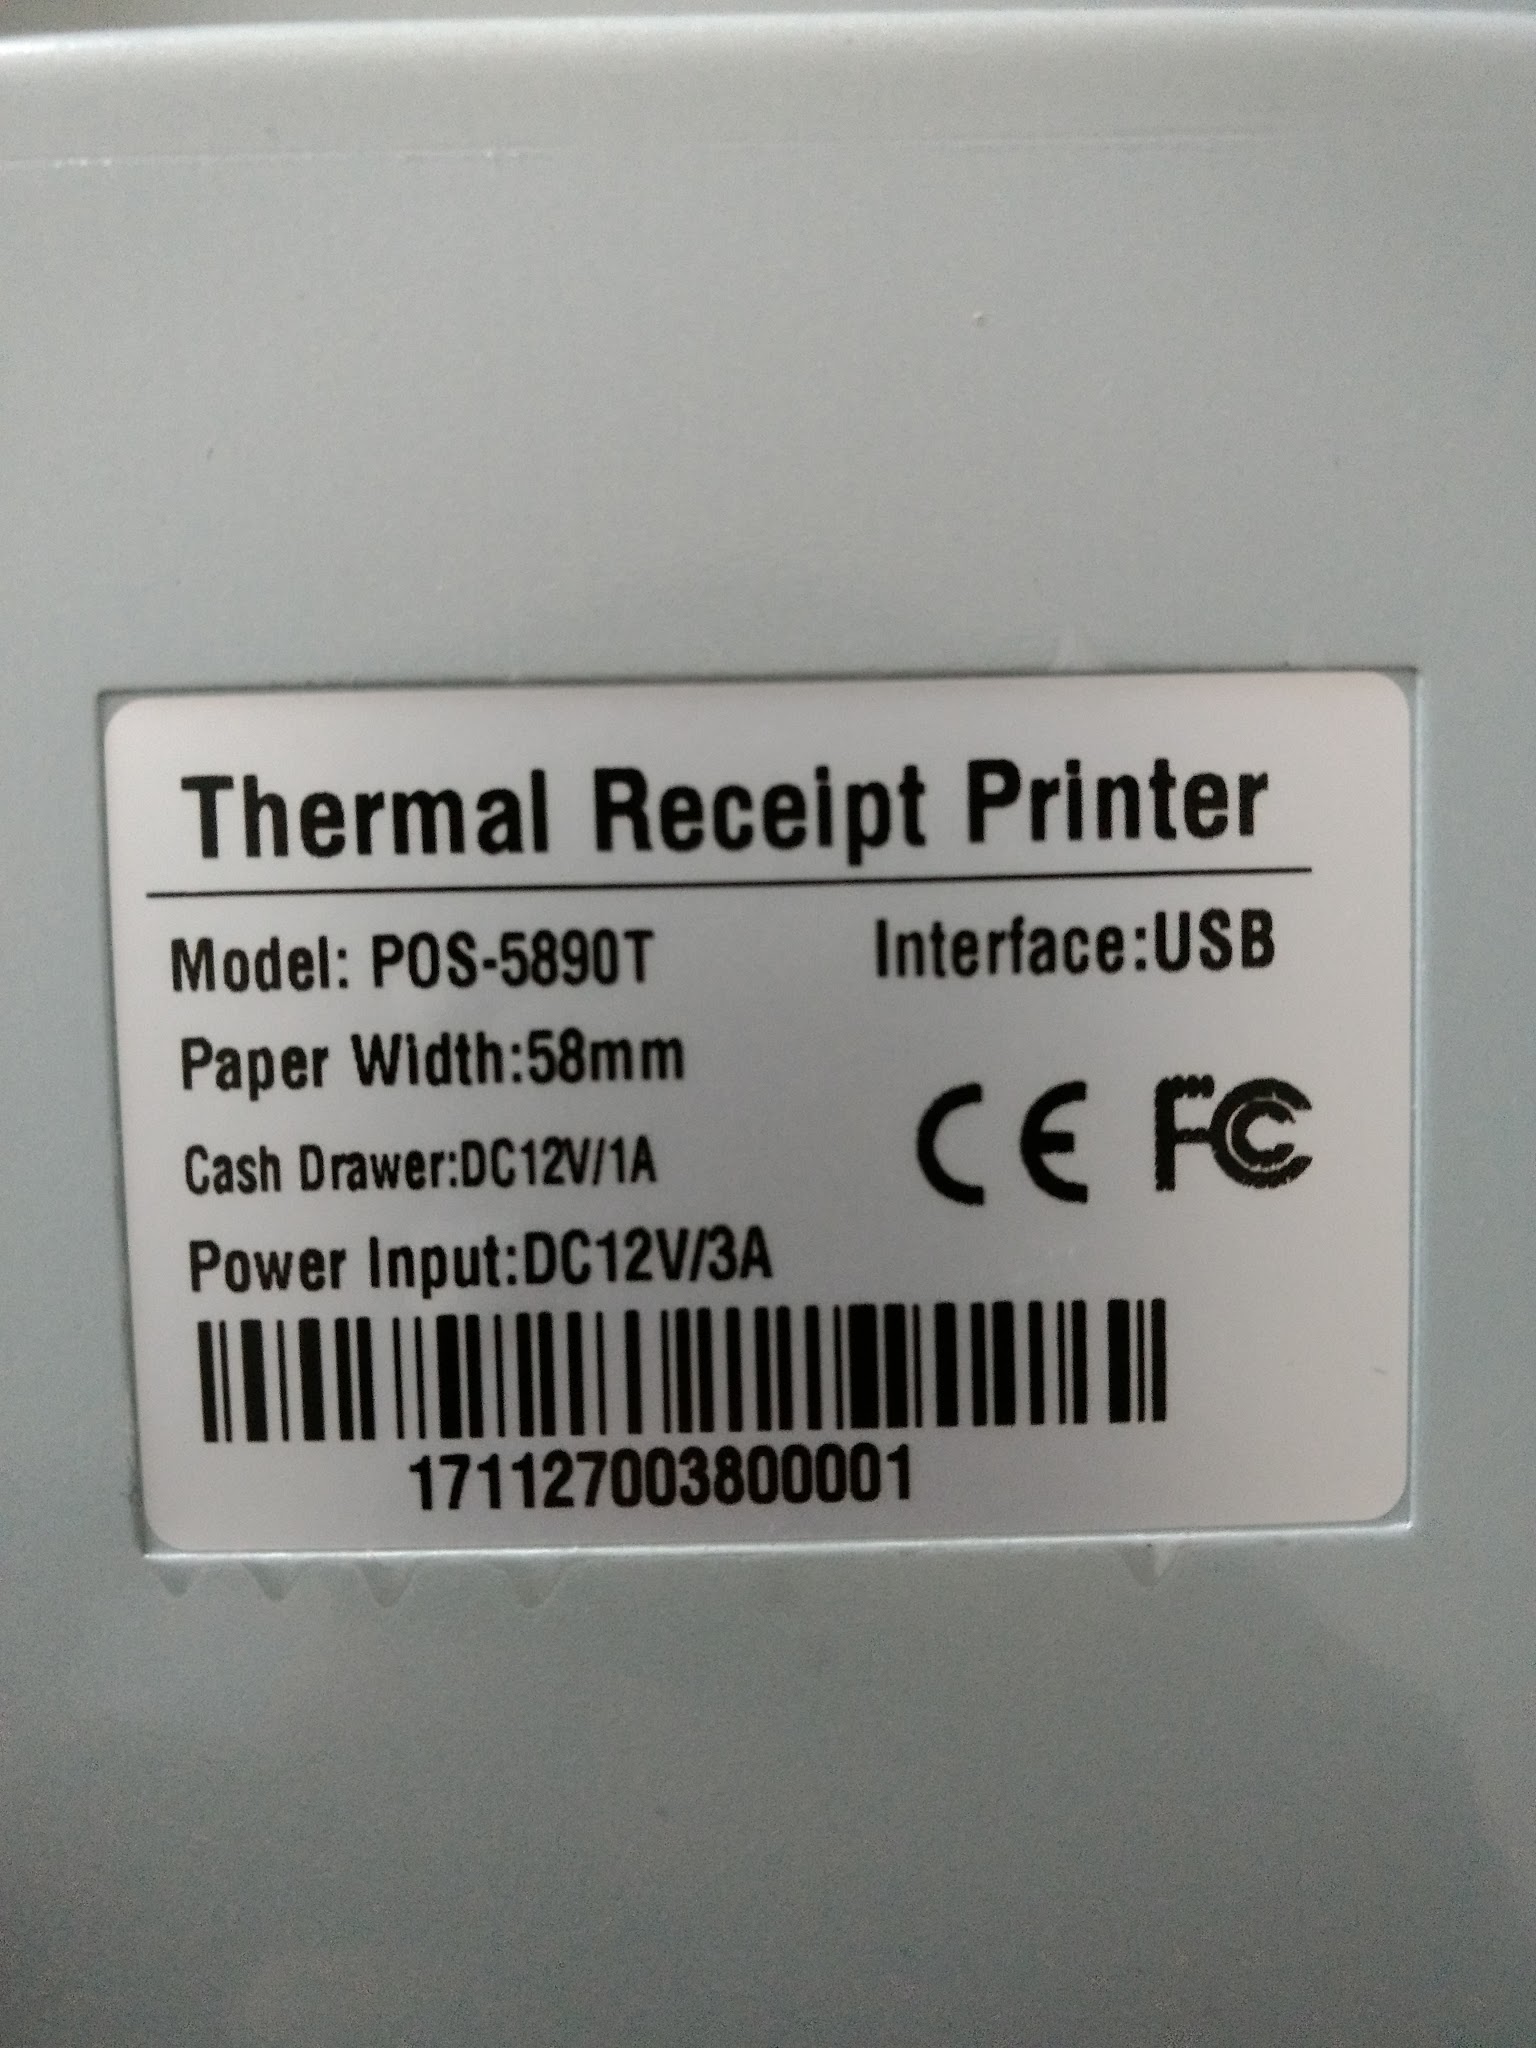 Thermal Receipt Printer
Model: POS-5890T Interface:USB
Paper Width:58mm
Cash Drawer:DC12V/1A
CE FC
Power Input:DC12V/3A
171127003800001